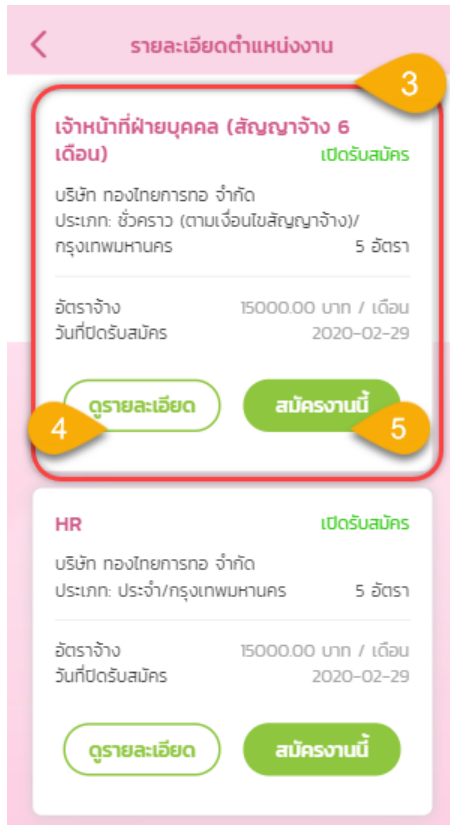 รายละเอียดตำแหน่งงาน
3
เจ้าหน้าที่ฝ่ายบุคคล (สัญญาจ้าง 6
เดือน) เปิดรับสมัคร
บริษัท ทองไทยการทอ จำกัด
ประเภท: ชั่วคราว (ตามเงื่อนไขสัญญาจ้าง)/
กรุงเทพมหานคร 5 อัตรา
อัตราจ้าง 15000.00 บาท / เดือน
วันที่ปิดรับสมัคร 2020-02-29
ดูรายละเอียด สมัครงานนี้
4 5
HR เปิดรับสมัคร
บริษัท ทองไทยการทอ จำกัด
ประเภท: ประจำ/กรุงเทพมหานคร 5 อัตรา
อัตราจ้าง 15000.00 บาท / เดือน
วันที่ปิดรับสมัคร 2020-02-29
ดูรายละเอียด สมัครงานนี้